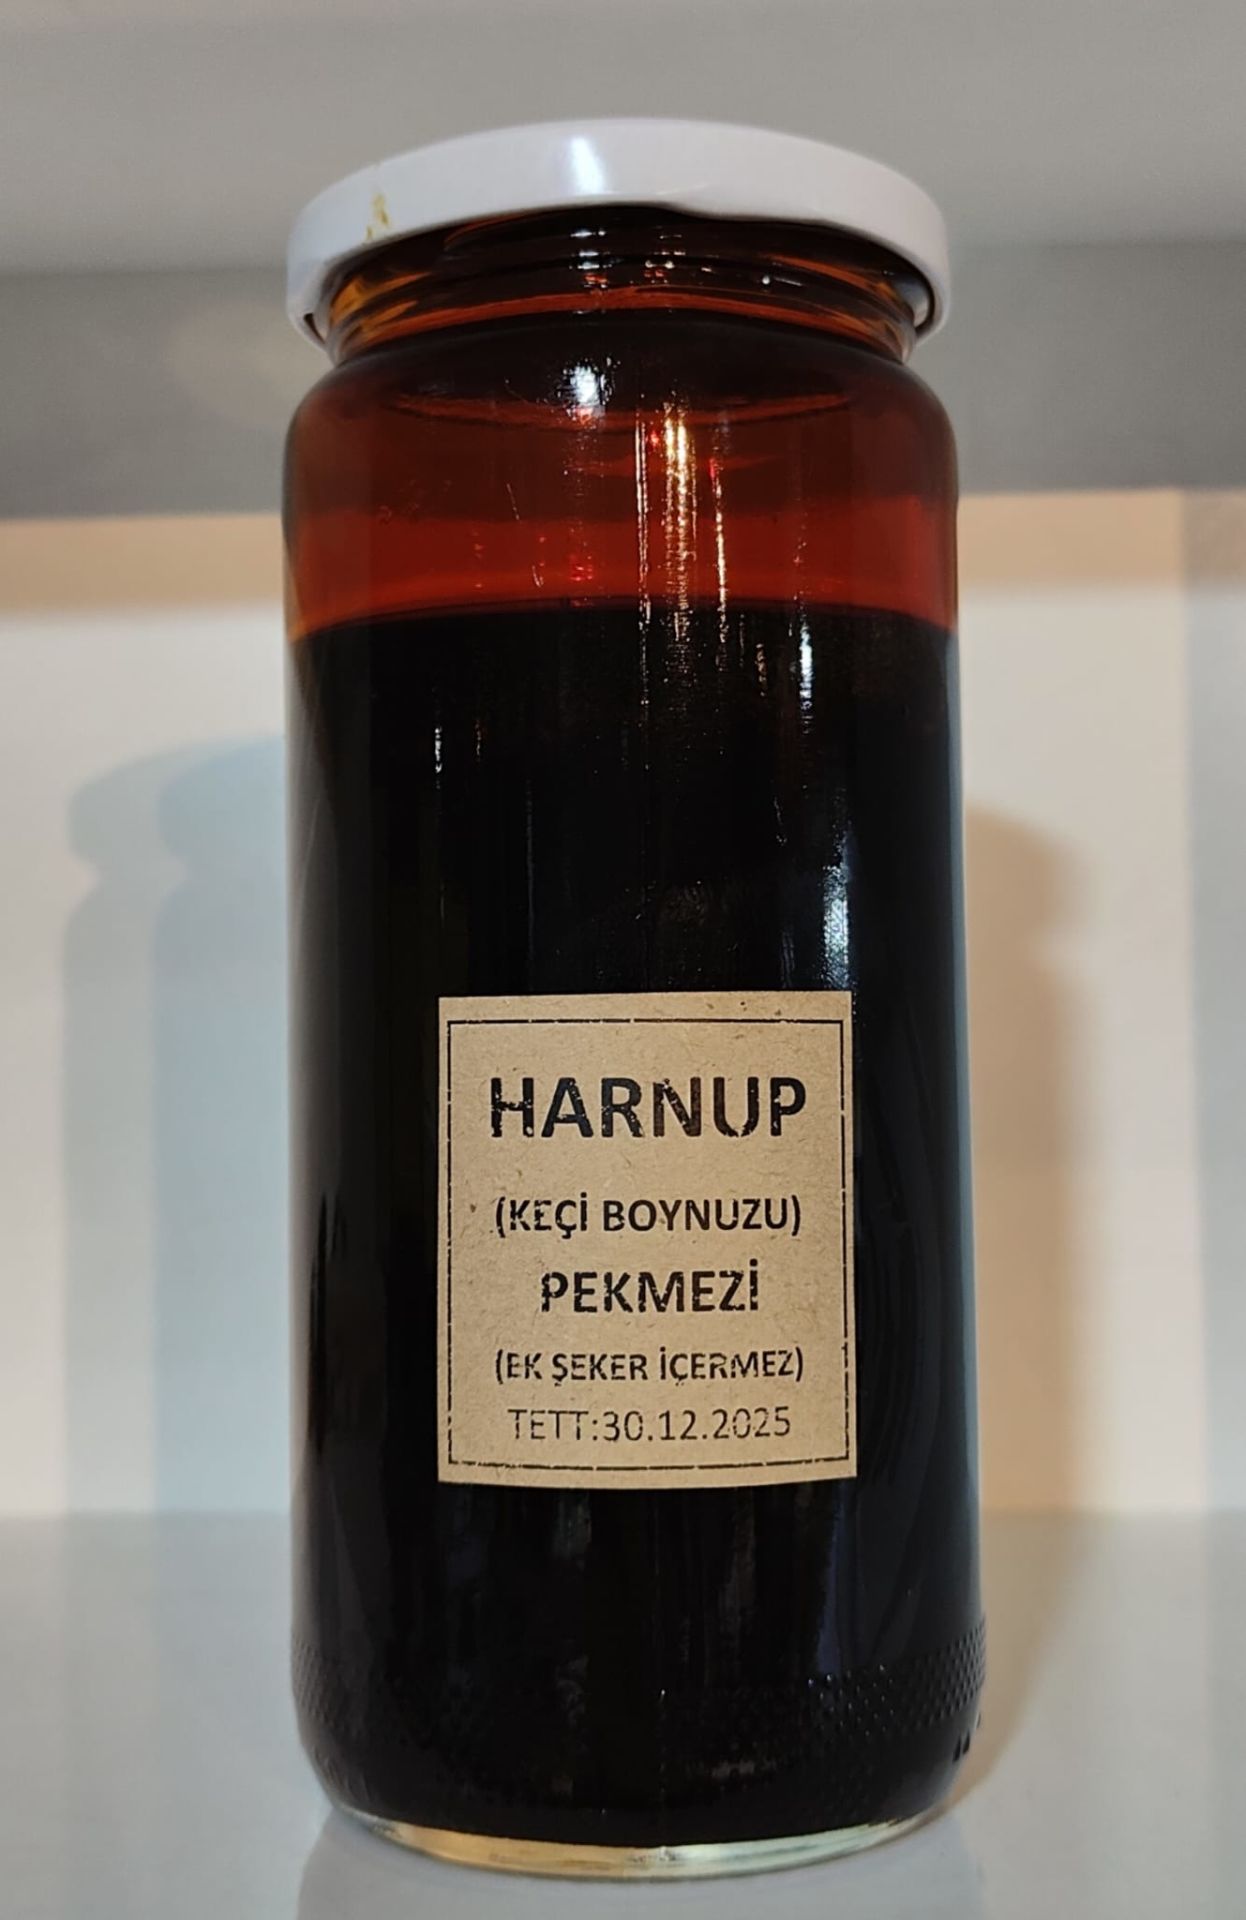 HARNUP
(KEÇİ BOYNUZU)
PEKMEZİ
(EK ŞEKER İÇERMEZ)
TETT:30.12.2025